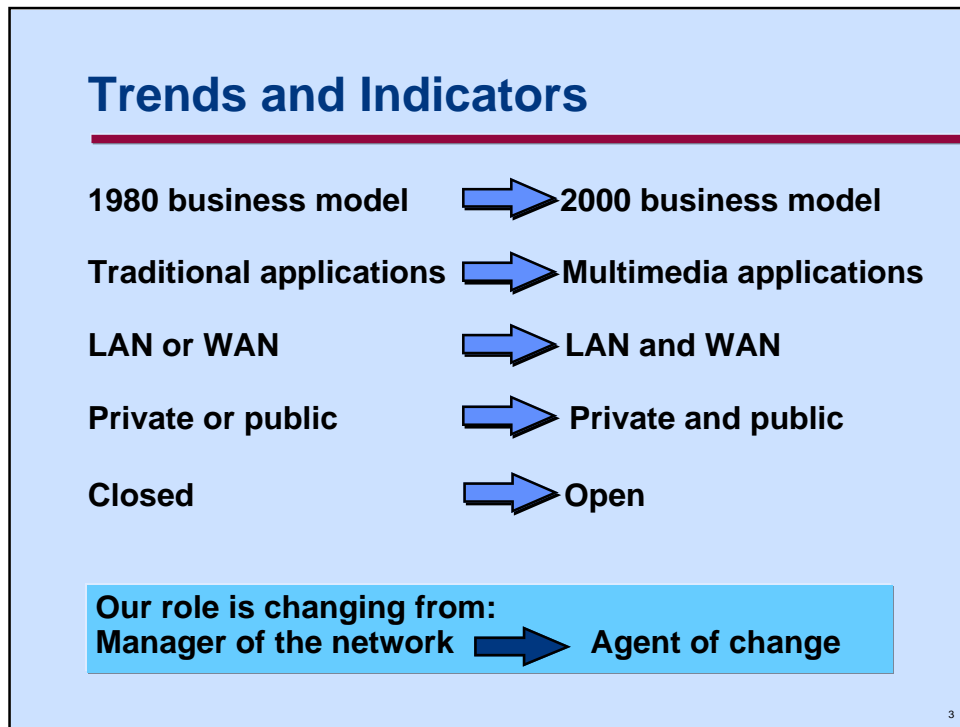 Trends and Indicators
1980 business model 2000 business model
Traditional applications Multimedia applications
LAN or WAN LAN and WAN
Private or public Private and public
Closed Open
Our role is changing from:
Manager of the network Agent of change
3